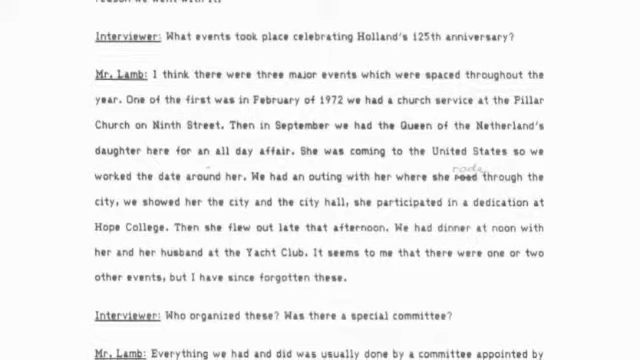 reason we went with it.
Interviewer: What events took place celebrating Holland's 125th anniversary?
Mr. Lamb: I think there were three major events which were spaced throughout the
year. One of the first was in February of 1972 we had a church service at the Pillar
Church on Ninth Street. Then in September we had the Queen of the Netherland's
daughter here for an all day affair. She was coming to the United States so we
worked the date around her. We had an outing with her where she rode through the
city, we showed her the city and the city hall, she participated in a dedication at
Hope College. Then she flew out late that afternoon. We had dinner at noon with
her and her husband at the Yacht Club. It seems to me that there were one or two
other events, but I have since forgotten these.
Interviewer: Who organized these? Was there a special committee?
Mr. Lamb: Everything we had and did was usually done by a committee appointed by